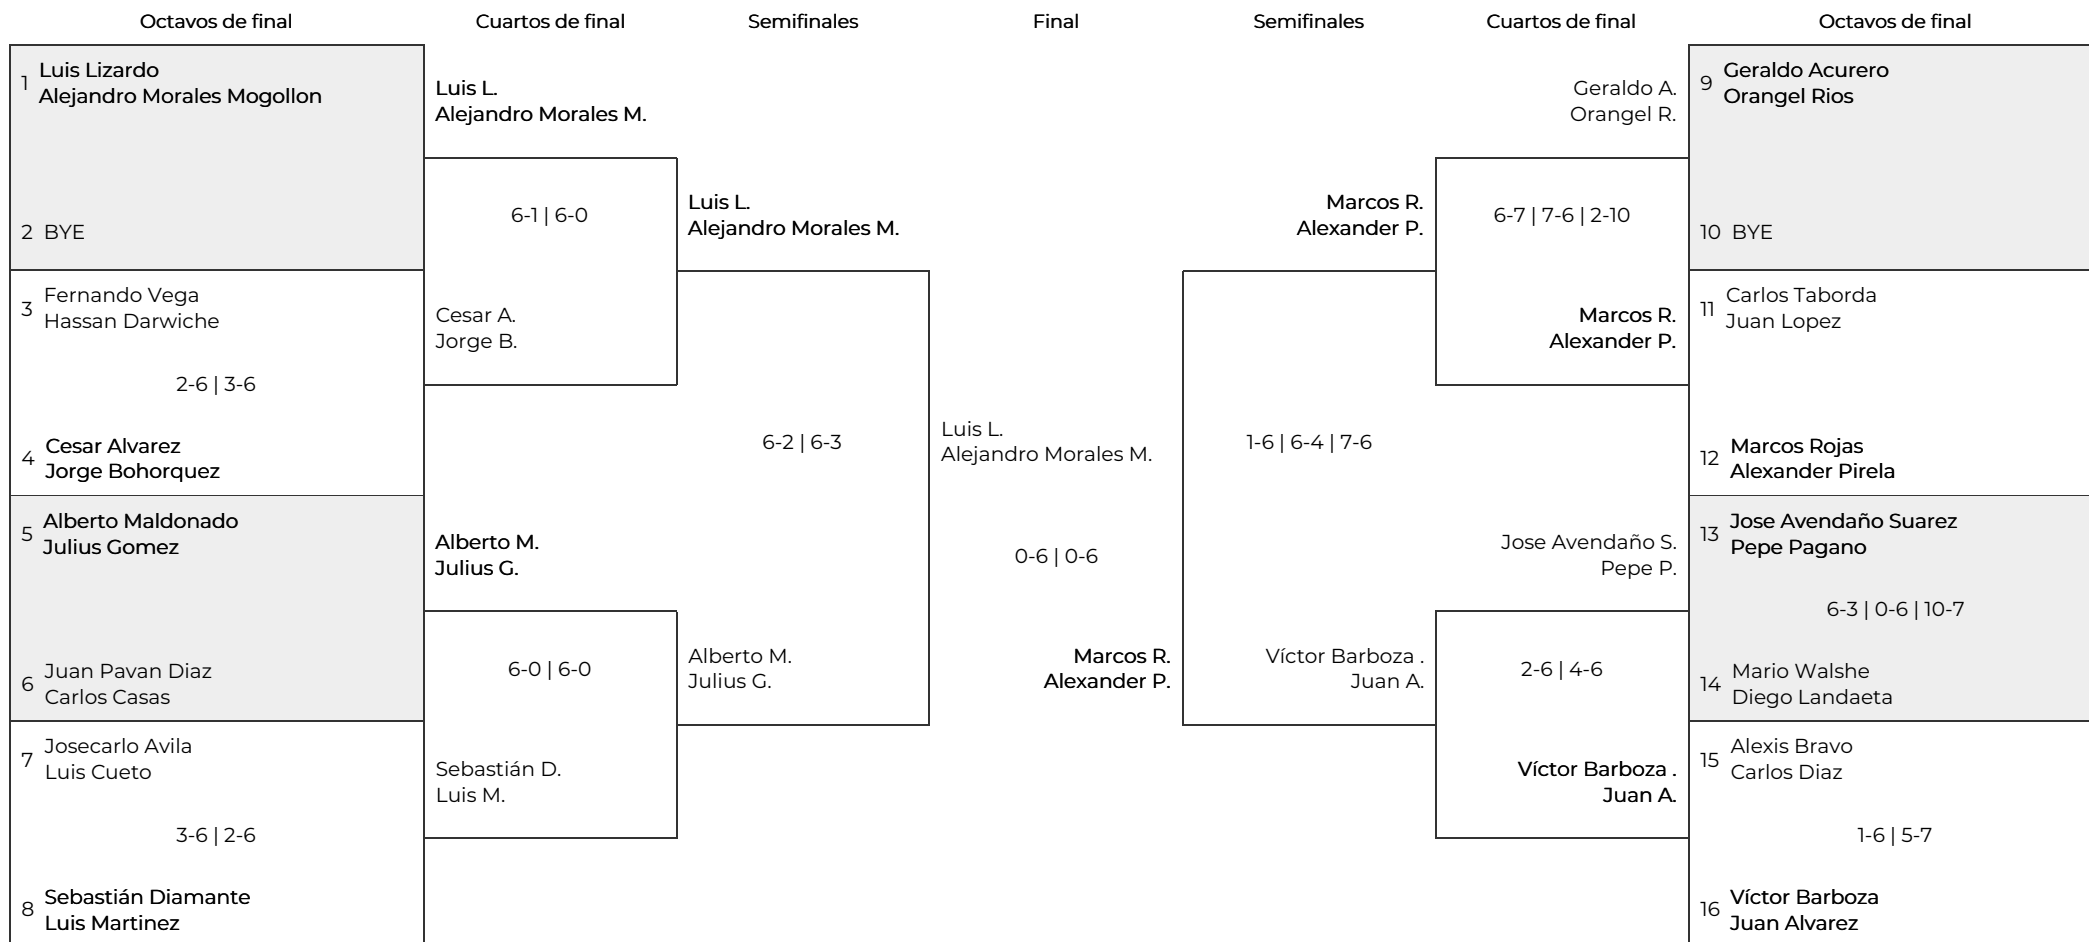 Octavos de final
Cuartos de final
Semifinales
Final
Semifinales
Cuartos de final
Octavos de final
1 Luis Lizardo
Alejandro Morales Mogollon
2 BYE
3 Fernando Vega
Hassan Darwiche
2-6 | 3-6
4 Cesar Alvarez
Jorge Bohorquez
5 Alberto Maldonado
Julius Gomez
6 Juan Pavan Diaz
Carlos Casas
7 Josecarlo Avila
Luis Cueto
3-6 | 2-6
8 Sebastián Diamante
Luis Martinez
Luis L.
Alejandro Morales M.
6-1 | 6-0
Cesar A.
Jorge B.
Alberto M.
Julius G.
6-0 | 6-0
Sebastián D.
Luis M.
Luis L.
Alejandro Morales M.
6-2 | 6-3
Alberto M.
Julius G.
Luis L.
Alejandro Morales M.
0-6 | 0-6
Marcos R.
Alexander P.
Marcos R.
Alexander P.
1-6 | 6-4 | 7-6
Víctor Barboza .
Juan A.
Geraldo A.
Orangel R.
6-7 | 7-6 | 2-10
Marcos R.
Alexander P.
Jose Avendaño S.
Pepe P.
2-6 | 4-6
Víctor Barboza .
Juan A.
9 Geraldo Acurero
Orangel Rios
10 BYE
11 Carlos Taborda
Juan Lopez
12 Marcos Rojas
Alexander Pirela
13 Jose Avendaño Suarez
Pepe Pagano
6-3 | 0-6 | 10-7
14 Mario Walshe
Diego Landaeta
15 Alexis Bravo
Carlos Diaz
1-6 | 5-7
16 Víctor Barboza
Juan Alvarez